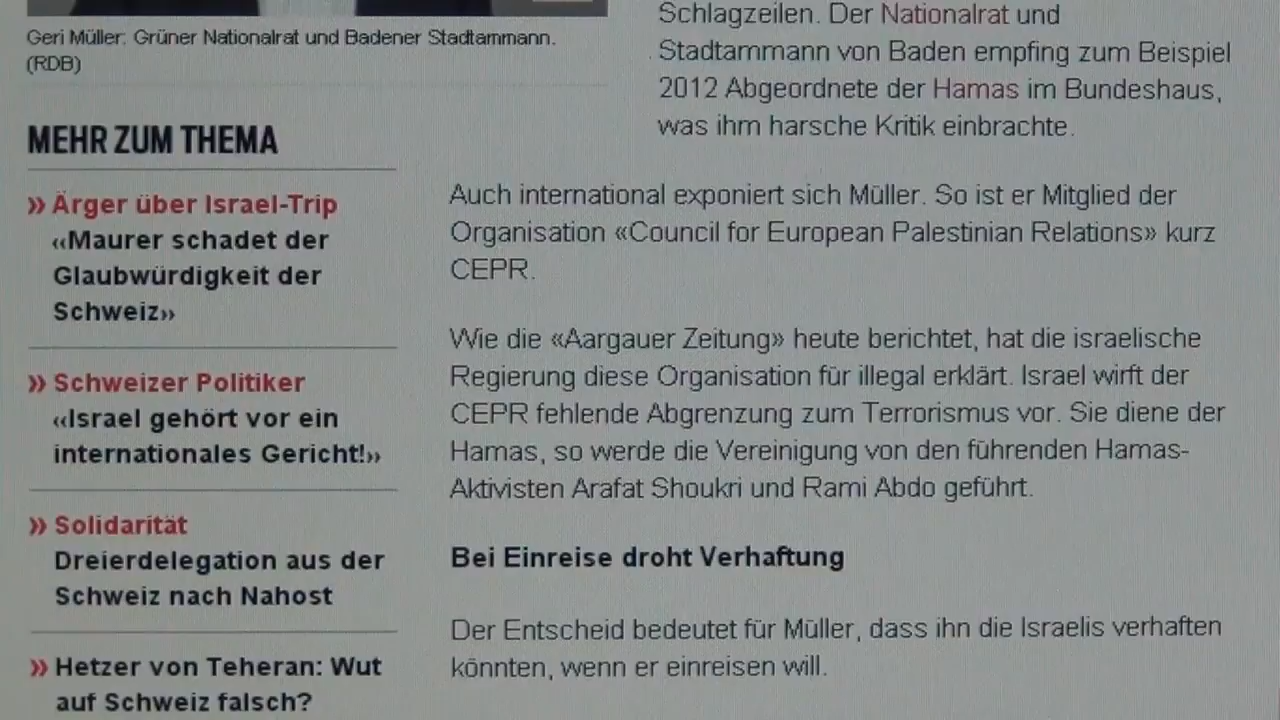 Geri Müller: Grüner Nationalrat und Badener Stadtammann.
(RDB)
MEHR ZUM THEMA
» Ärger über Israel-Trip
«Maurer schadet der
Glaubwürdigkeit der
Schweiz»
» Schweizer Politiker
«Israel gehört vor ein
internationales Gericht!»
» Solidarität
Dreierdelegation aus der
Schweiz nach Nahost
» Hetzer von Teheran: Wut
auf Schweiz falsch?
Schlagzeilen. Der Nationalrat und
Stadtammann von Baden empfing zum Beispiel
2012 Abgeordnete der Hamas im Bundeshaus,
was ihm harsche Kritik einbrachte.
Auch international exponiert sich Müller. So ist er Mitglied der
Organisation «Council for European Palestinian Relations» kurz
CEPR.
Wie die «Aargauer Zeitung» heute berichtet, hat die israelische
Regierung diese Organisation für illegal erklärt. Israel wirft der
CEPR fehlende Abgrenzung zum Terrorismus vor. Sie diene der
Hamas, so werde die Vereinigung von den führenden Hamas-
Aktivisten Arafat Shoukri und Rami Abdo geführt.
Bei Einreise droht Verhaftung
Der Entscheid bedeutet für Müller, dass ihn die Israelis verhaften
könnten, wenn er einreisen will.